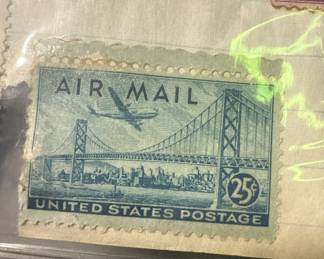 AIR MAIL
25¢
UNITED STATES POSTAGE